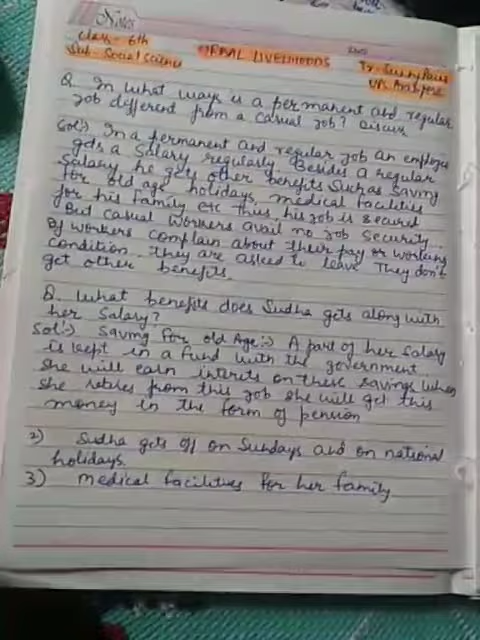 Notes
Class - 6th
Sub - Social Science
URBAL LIVELIHOODS
Q. In what ways is a permanent abd regular
job different from a casual job? Discuss
Sol:) In a permanent and regular job an employee
gets a salary regularly Besides a regular
salary he gets other benefits such as saving
for old age, holidays, medical facilities
for his family etc thus, his job is secured
But casual workers avail no job security...
If workers complain about their pay or working
condition. they are asked to leave They don't
get other benefits.
Q. What benefits does Sudha gets along with
her salary?
Sol:) Saving for old Age:) A part of her salary
is kept in a fund with the government.
She will earn interits on these savings when
she retires from this job she will get this
money in the form of pension
2) Sudha gets off on Sundays and on national
holidays.
3) medical facilities for her family